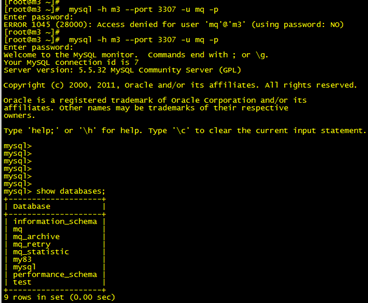 [root@m3 ~]#
[root@m3 ~]# mysql -h m3 --port 3307 -u mq -p
Enter password:
ERROR 1045 (28000): Access denied for user 'mq'@'m3' (using password: NO)
[root@m3 ~]#
[root@m3 ~]# mysql -h m3 --port 3307 -u mq -p
Enter password:
Welcome to the MySQL monitor.  Commands end with ; or \g.
Your MySQL connection id is 7
Server version: 5.5.32 MySQL Community Server (GPL)
Copyright (c) 2000, 2011, Oracle and/or its affiliates. All rights reserved.
Oracle is a registered trademark of Oracle Corporation and/or its
affiliates. Other names may be trademarks of their respective
owners.
Type 'help;' or '\h' for help. Type '\c' to clear the current input statement.
mysql>
mysql>
mysql>
mysql>
mysql>
mysql> show databases;
+--------------------+
| Database           |
+--------------------+
| information_schema |
| mq                 |
| mq_archive         |
| mq_retry           |
| mq_statistic       |
| my83               |
| mysql              |
| performance_schema |
| test               |
+--------------------+
9 rows in set (0.00 sec)